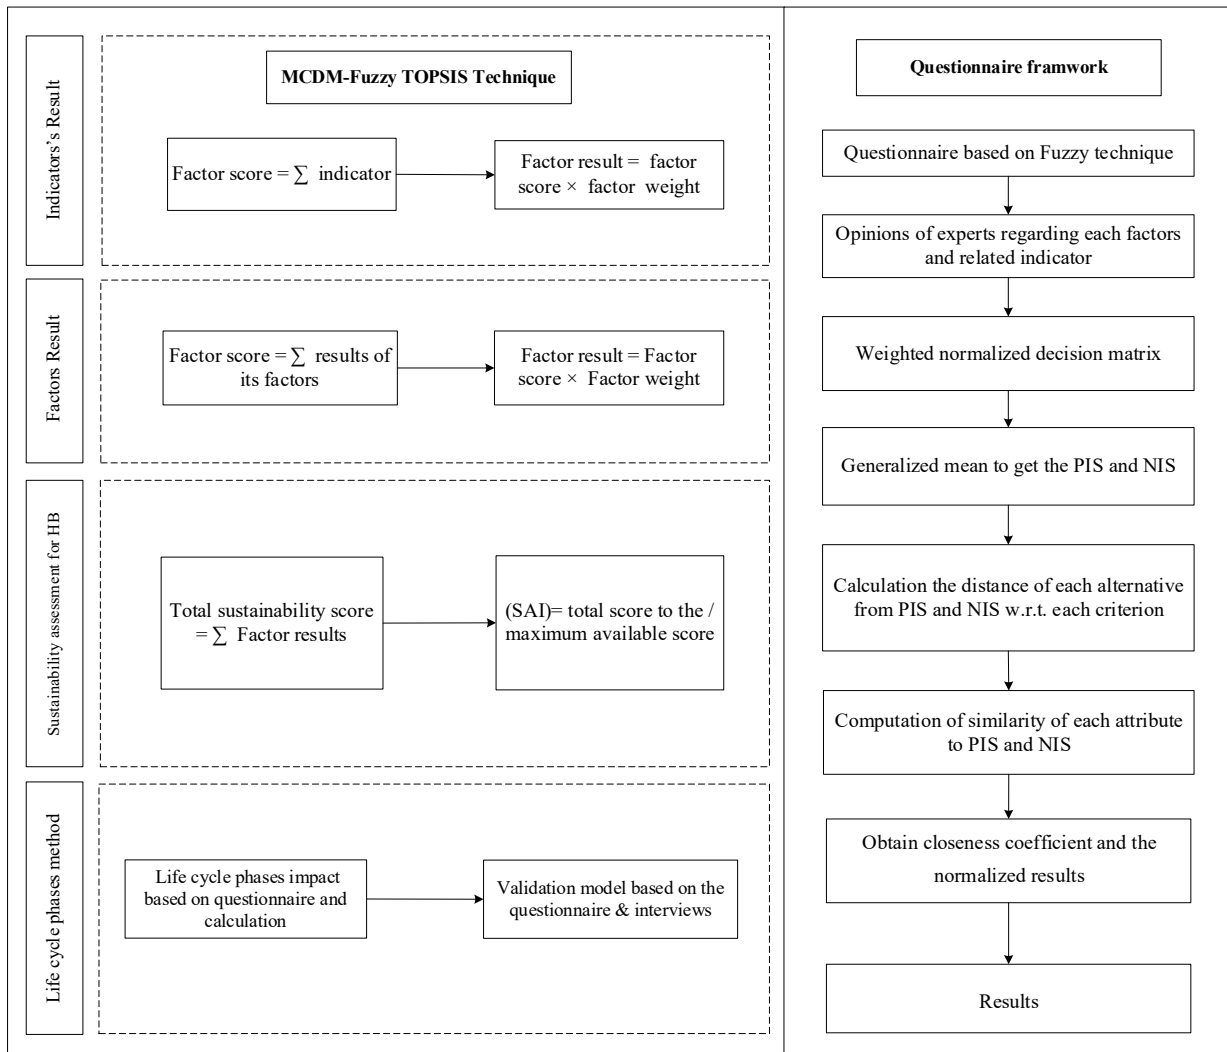 Indicators's Result
MCDM-Fuzzy TOPSIS Technique
Factor score = ∑ indicator
Factor result = factor
score × factor weight
Factors Result
Factor score = ∑ results of
its factors
Factor result = Factor
score × Factor weight
Sustainability assessment for HB
Total sustainability score
= ∑ Factor results
(SAI)= total score to the /
maximum available score
Life cycle phases method
Life cycle phases impact
based on questionnaire and
calculation
Validation model based on the
questionnaire & interviews
Questionnaire framwork
Questionnaire based on Fuzzy technique
Opinions of experts regarding each factors
and related indicator
Weighted normalized decision matrix
Generalized mean to get the PIS and NIS
Calculation the distance of each alternative
from PIS and NIS w.r.t. each criterion
Computation of similarity of each attribute
to PIS and NIS
Obtain closeness coefficient and the
normalized results
Results